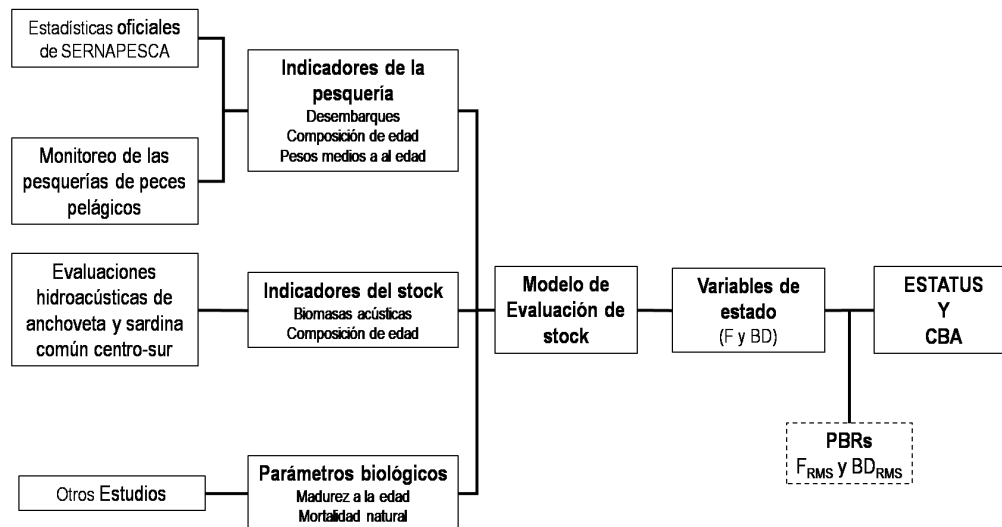 Estadísticas oficiales
de SERNAPESCA
Monitoreo de las
pesquerías de peces
pelágicos
Evaluaciones
hidroacústicas de
anchoveta y sardina
común centro-sur
Otros Estudios
Indicadores de la
pesquería
Desembarques
Composición de edad
Pesos medios a al edad
Indicadores del stock
Biomasas acústicas
Composición de edad
Parámetros biológicos
Madurez a la edad
Mortalidad natural
Modelo de
Evaluación de
stock
Variables de
estado
(F y BD)
ESTATUS
Y
CBA
PBRs
FRMS y BDRMS